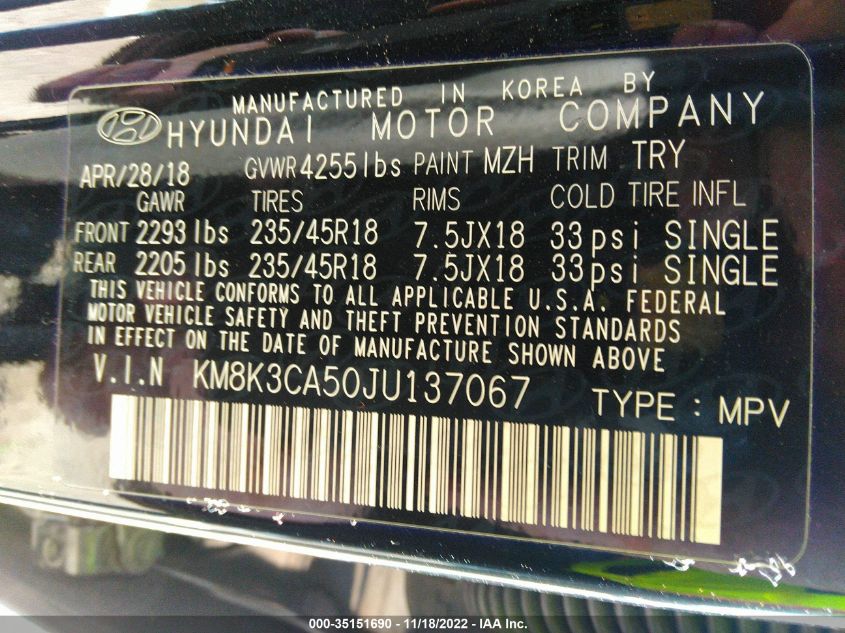 MANUFACTURED IN KOREA BY
HYUNDAI MOTOR COMPANY
APR/28/18 GVWR 4255 lbs PAINT MZH TRIM TRY
GAWR TIRES RIMS COLD TIRE INFL
FRONT 2293 lbs 235/45R18 7.5JX18 33psi SINGLE
REAR 2205 lbs 235/45R18 7.5JX18 33psi SINGLE
THIS VEHICLE CONFORMS TO ALL APPLICABLE U.S.A. FEDERAL
MOTOR VEHICLE SAFETY AND THEFT PREVENTION STANDARDS
IN EFFECT ON THE DATE OF MANUFACTURE SHOWN ABOVE
V.I.N KM8K3CA50JU137067 TYPE : MPV
000-35151690 - 11/18/2022 - IAA Inc.